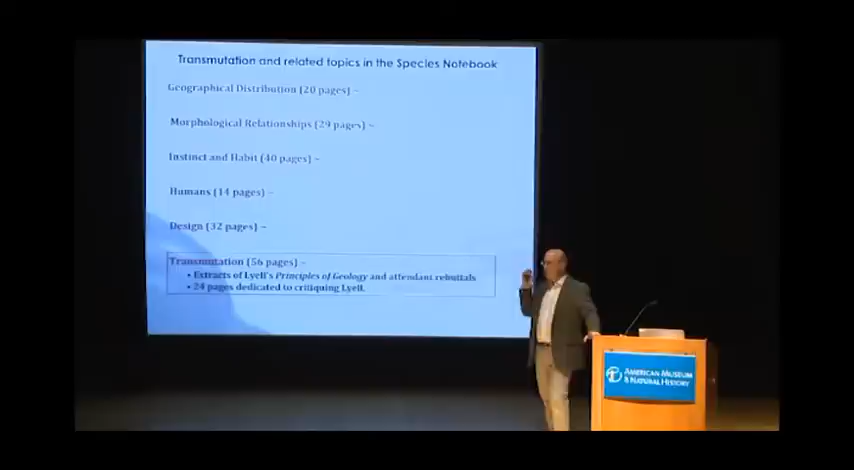 Transmutation and related topics in the Species Notebook
Geographical Distribution (20 pages) –
Morphological Relationships (29 pages) –
Instinct and Habit (40 pages) –
Humans (14 pages) –
Design (32 pages) –
Transmutation (56 pages) –
• Extracts of Lyell's Principles of Geology and attendant rebuttals
• 24 pages dedicated to critiquing Lyell.
AMERICAN MUSEUM
& NATURAL HISTORY